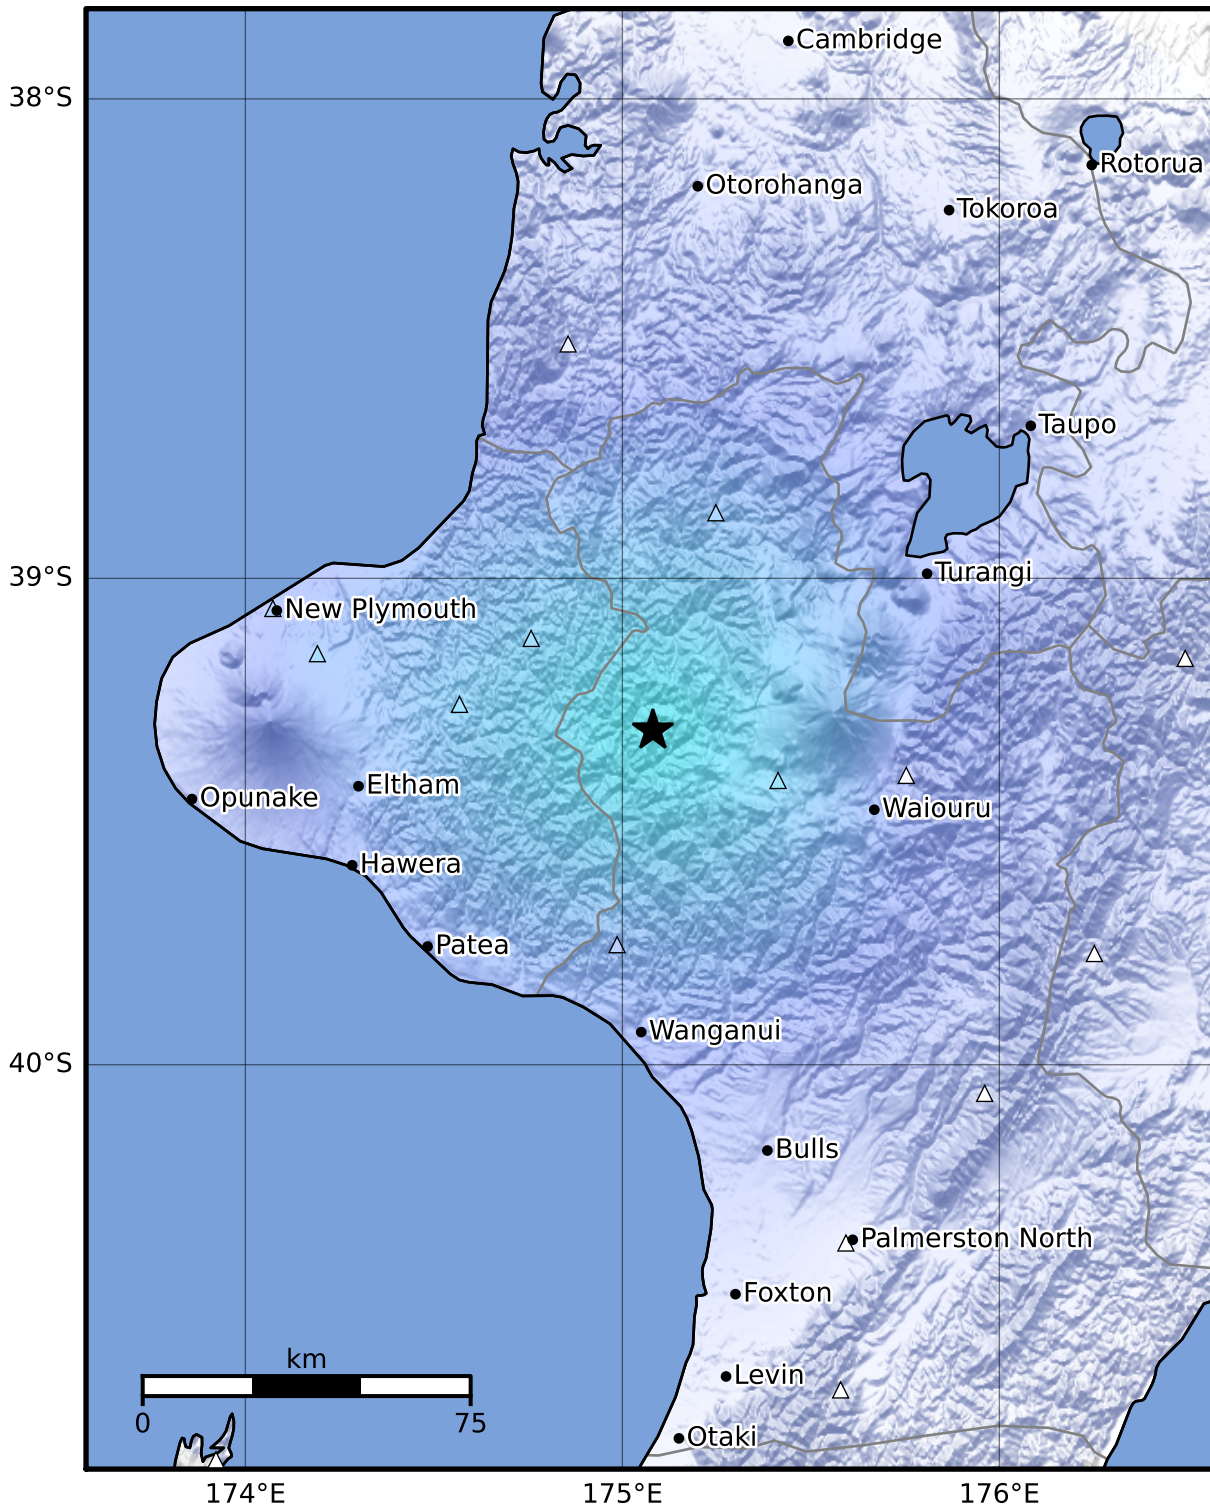 Cambridge
38°S
Rotorua
Otorohanga
Tokoroa
Taupo
Turangi
39°S
New Plymouth
Eltham
Opunake
Waiouru
Hawera
Patea
Wanganui
40°S
Bulls
Palmerston North
Foxton
km
Levin
0
75
Otaki
174°E
175°E
176°E